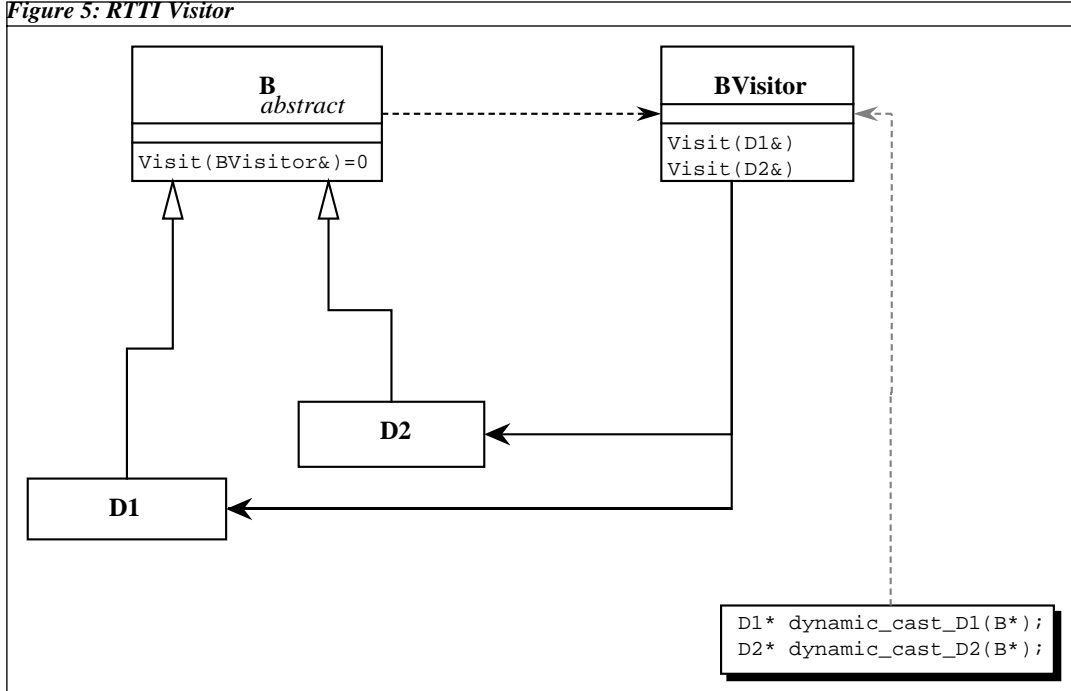 Figure 5: RTTI Visitor
B
abstract
Visit(BVisitor&)=0
BVisitor
Visit(D1&)
Visit(D2&)
D2
D1
D1* dynamic_cast_D1(B*);
D2* dynamic_cast_D2(B*);